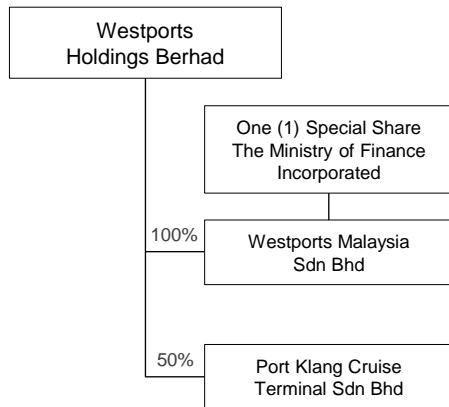 Westports
Holdings Berhad
One (1) Special Share
The Ministry of Finance
Incorporated
100%
Westports Malaysia
Sdn Bhd
50%
Port Klang Cruise
Terminal Sdn Bhd